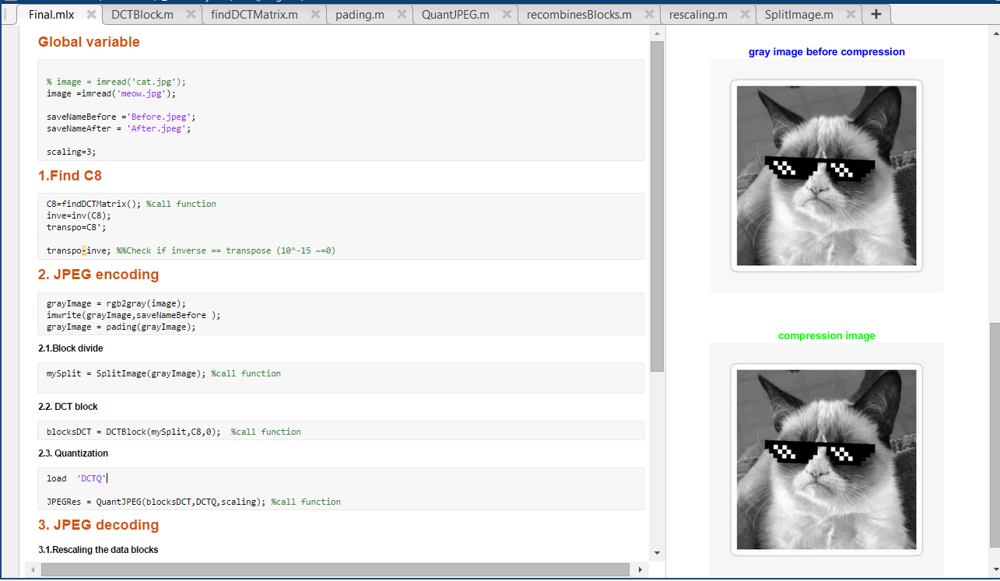 Final.mlx
DCTBlock.m
findDCTMatrix.m
pading.m
QuantJPEG.m
recombinesBlocks.m
rescaling.m
SplitImage.m
Global variable
% image = imread('cat.jpg');
image =imread('meow.jpg');
saveNameBefore ='Before.jpeg';
saveNameAfter = 'After.jpeg';
scaling=3;
1.Find C8
C8=findDCTMatrix(); %call function
inve=inv(C8);
transpo=C8';
transpo-inve; %%Check if inverse == transpose (10^-15 ~=0)
2. JPEG encoding
grayImage = rgb2gray(image);
imwrite(grayImage,saveNameBefore );
grayImage = pading(grayImage);
2.1.Block divide
mySplit = SplitImage(grayImage); %call function
2.2. DCT block
blocksDCT = DCTBlock(mySplit,C8,0);  %call function
2.3. Quantization
load  'DCTQ'
JPEGRes = QuantJPEG(blocksDCT,DCTQ,scaling); %call function
3. JPEG decoding
3.1.Rescaling the data blocks
gray image before compression
compression image